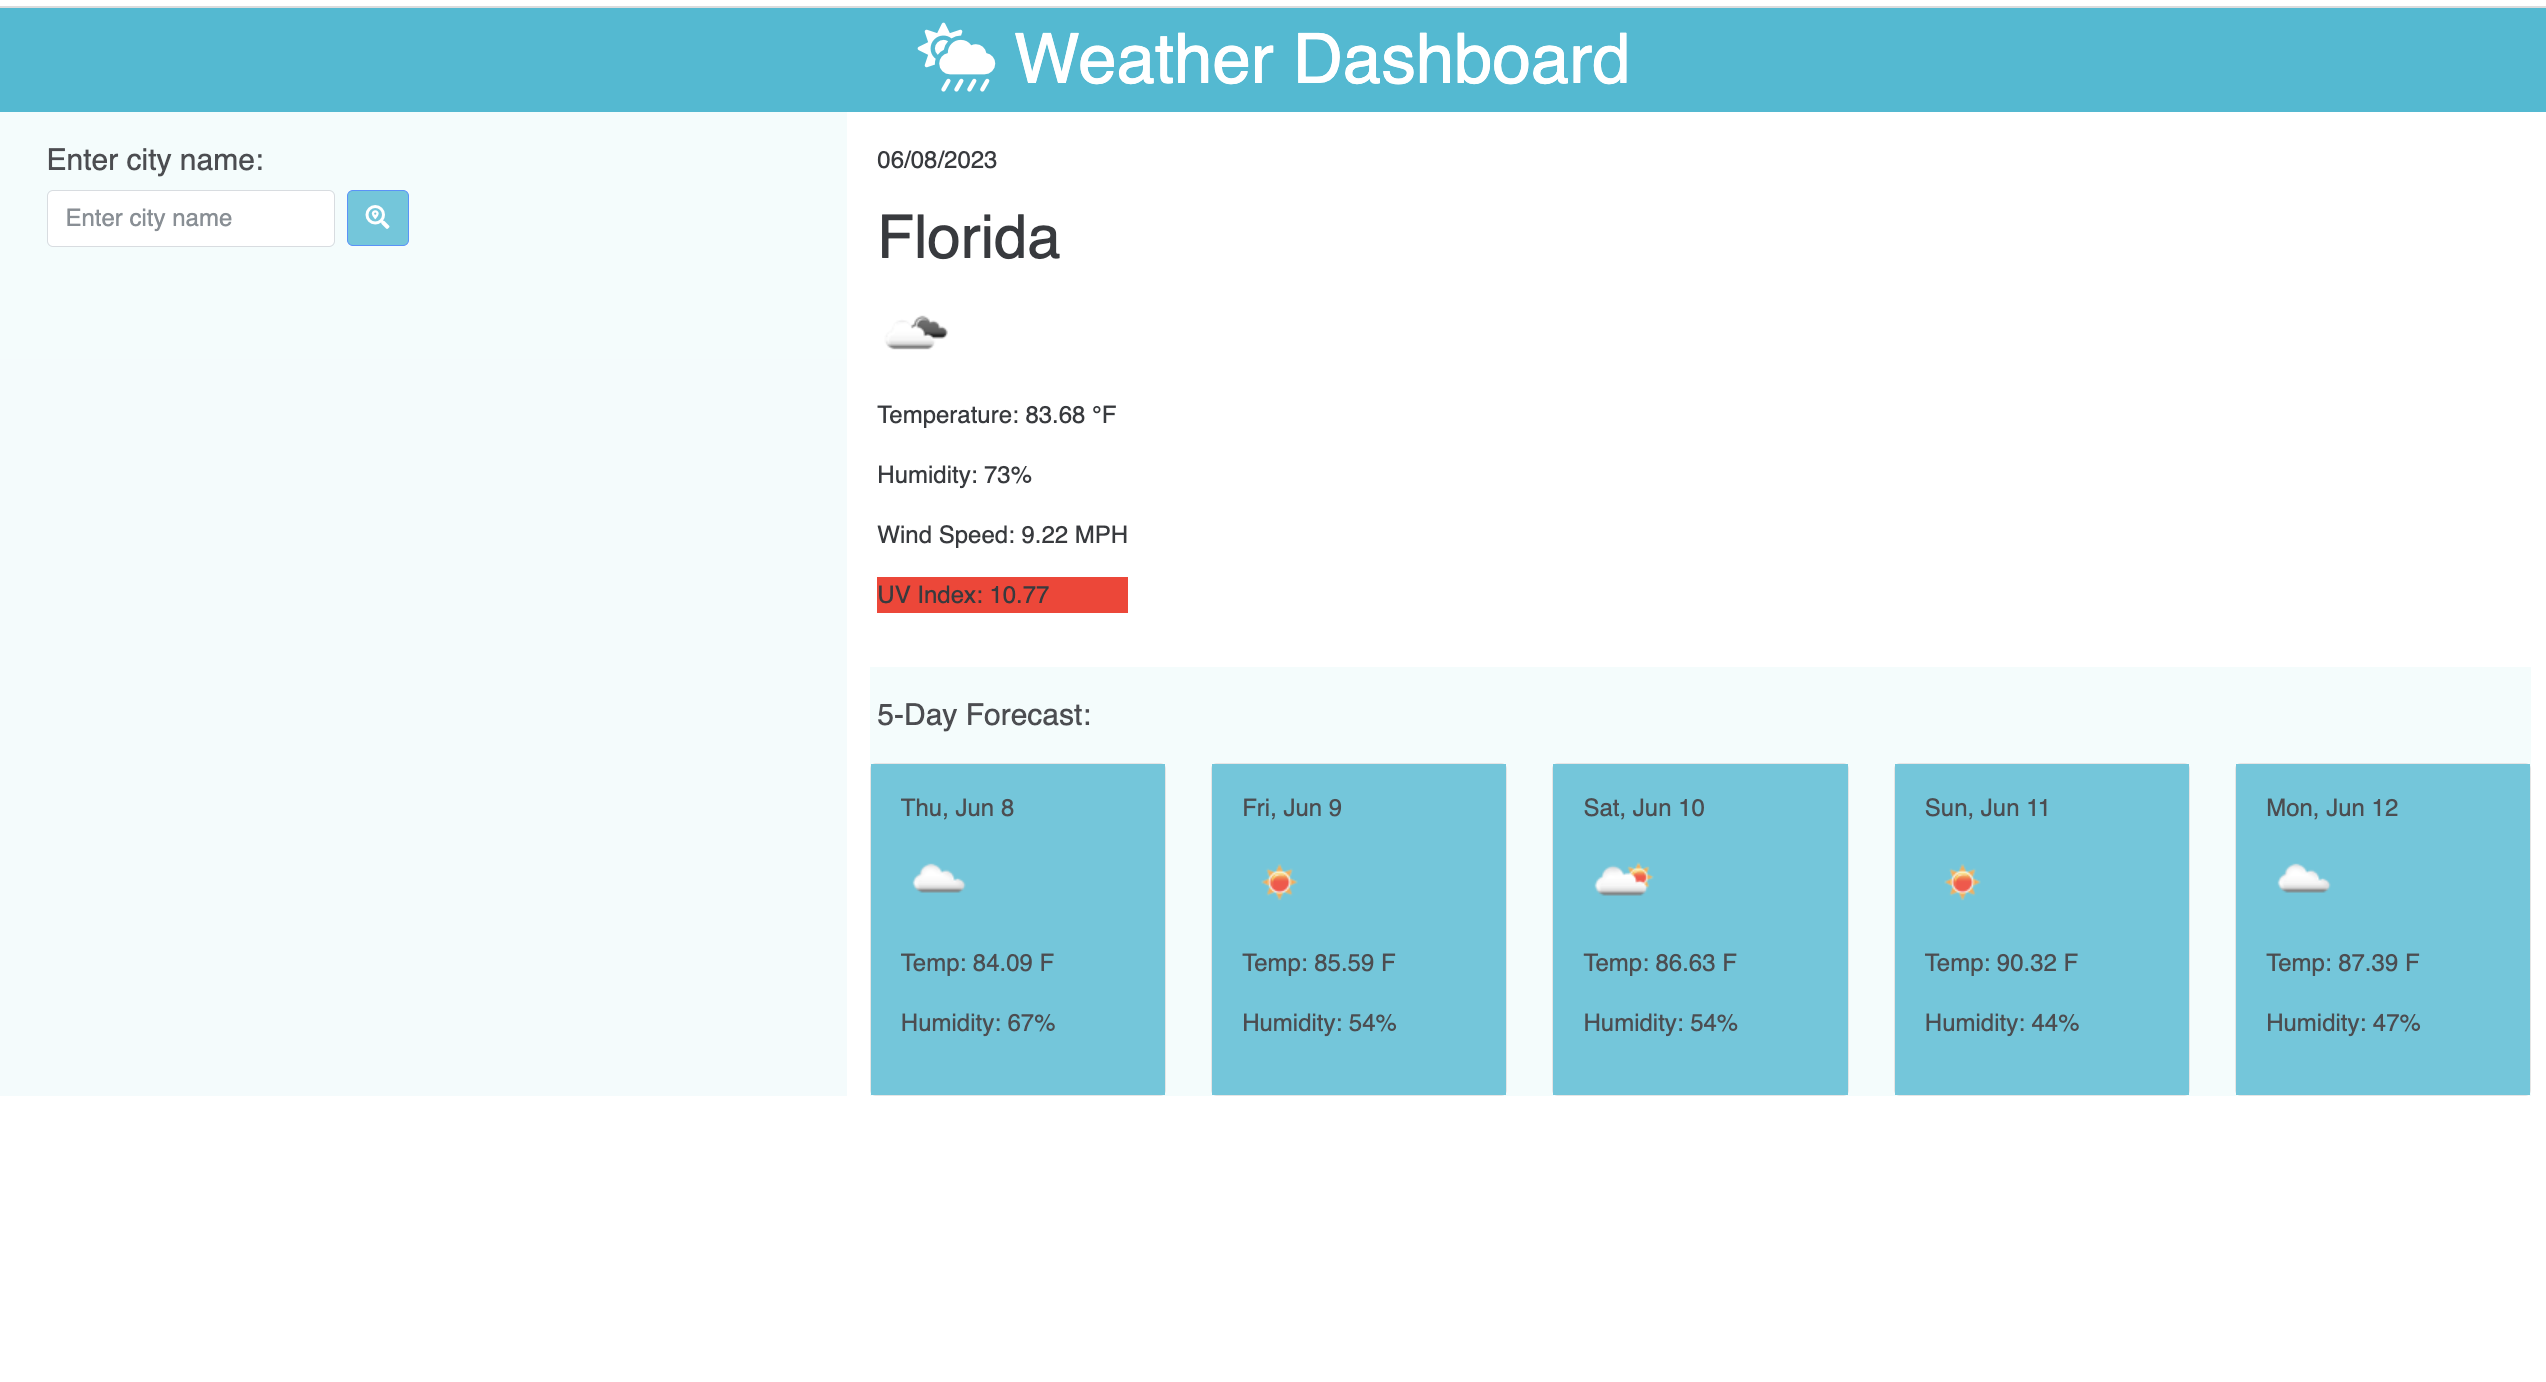 Weather Dashboard
Enter city name:
Enter city name
06/08/2023
Florida
Temperature: 83.68 °F
Humidity: 73%
Wind Speed: 9.22 MPH
UV Index: 10.77
5-Day Forecast:
Thu, Jun 8
Temp: 84.09 F
Humidity: 67%
Fri, Jun 9
Temp: 85.59 F
Humidity: 54%
Sat, Jun 10
Temp: 86.63 F
Humidity: 54%
Sun, Jun 11
Temp: 90.32 F
Humidity: 44%
Mon, Jun 12
Temp: 87.39 F
Humidity: 47%